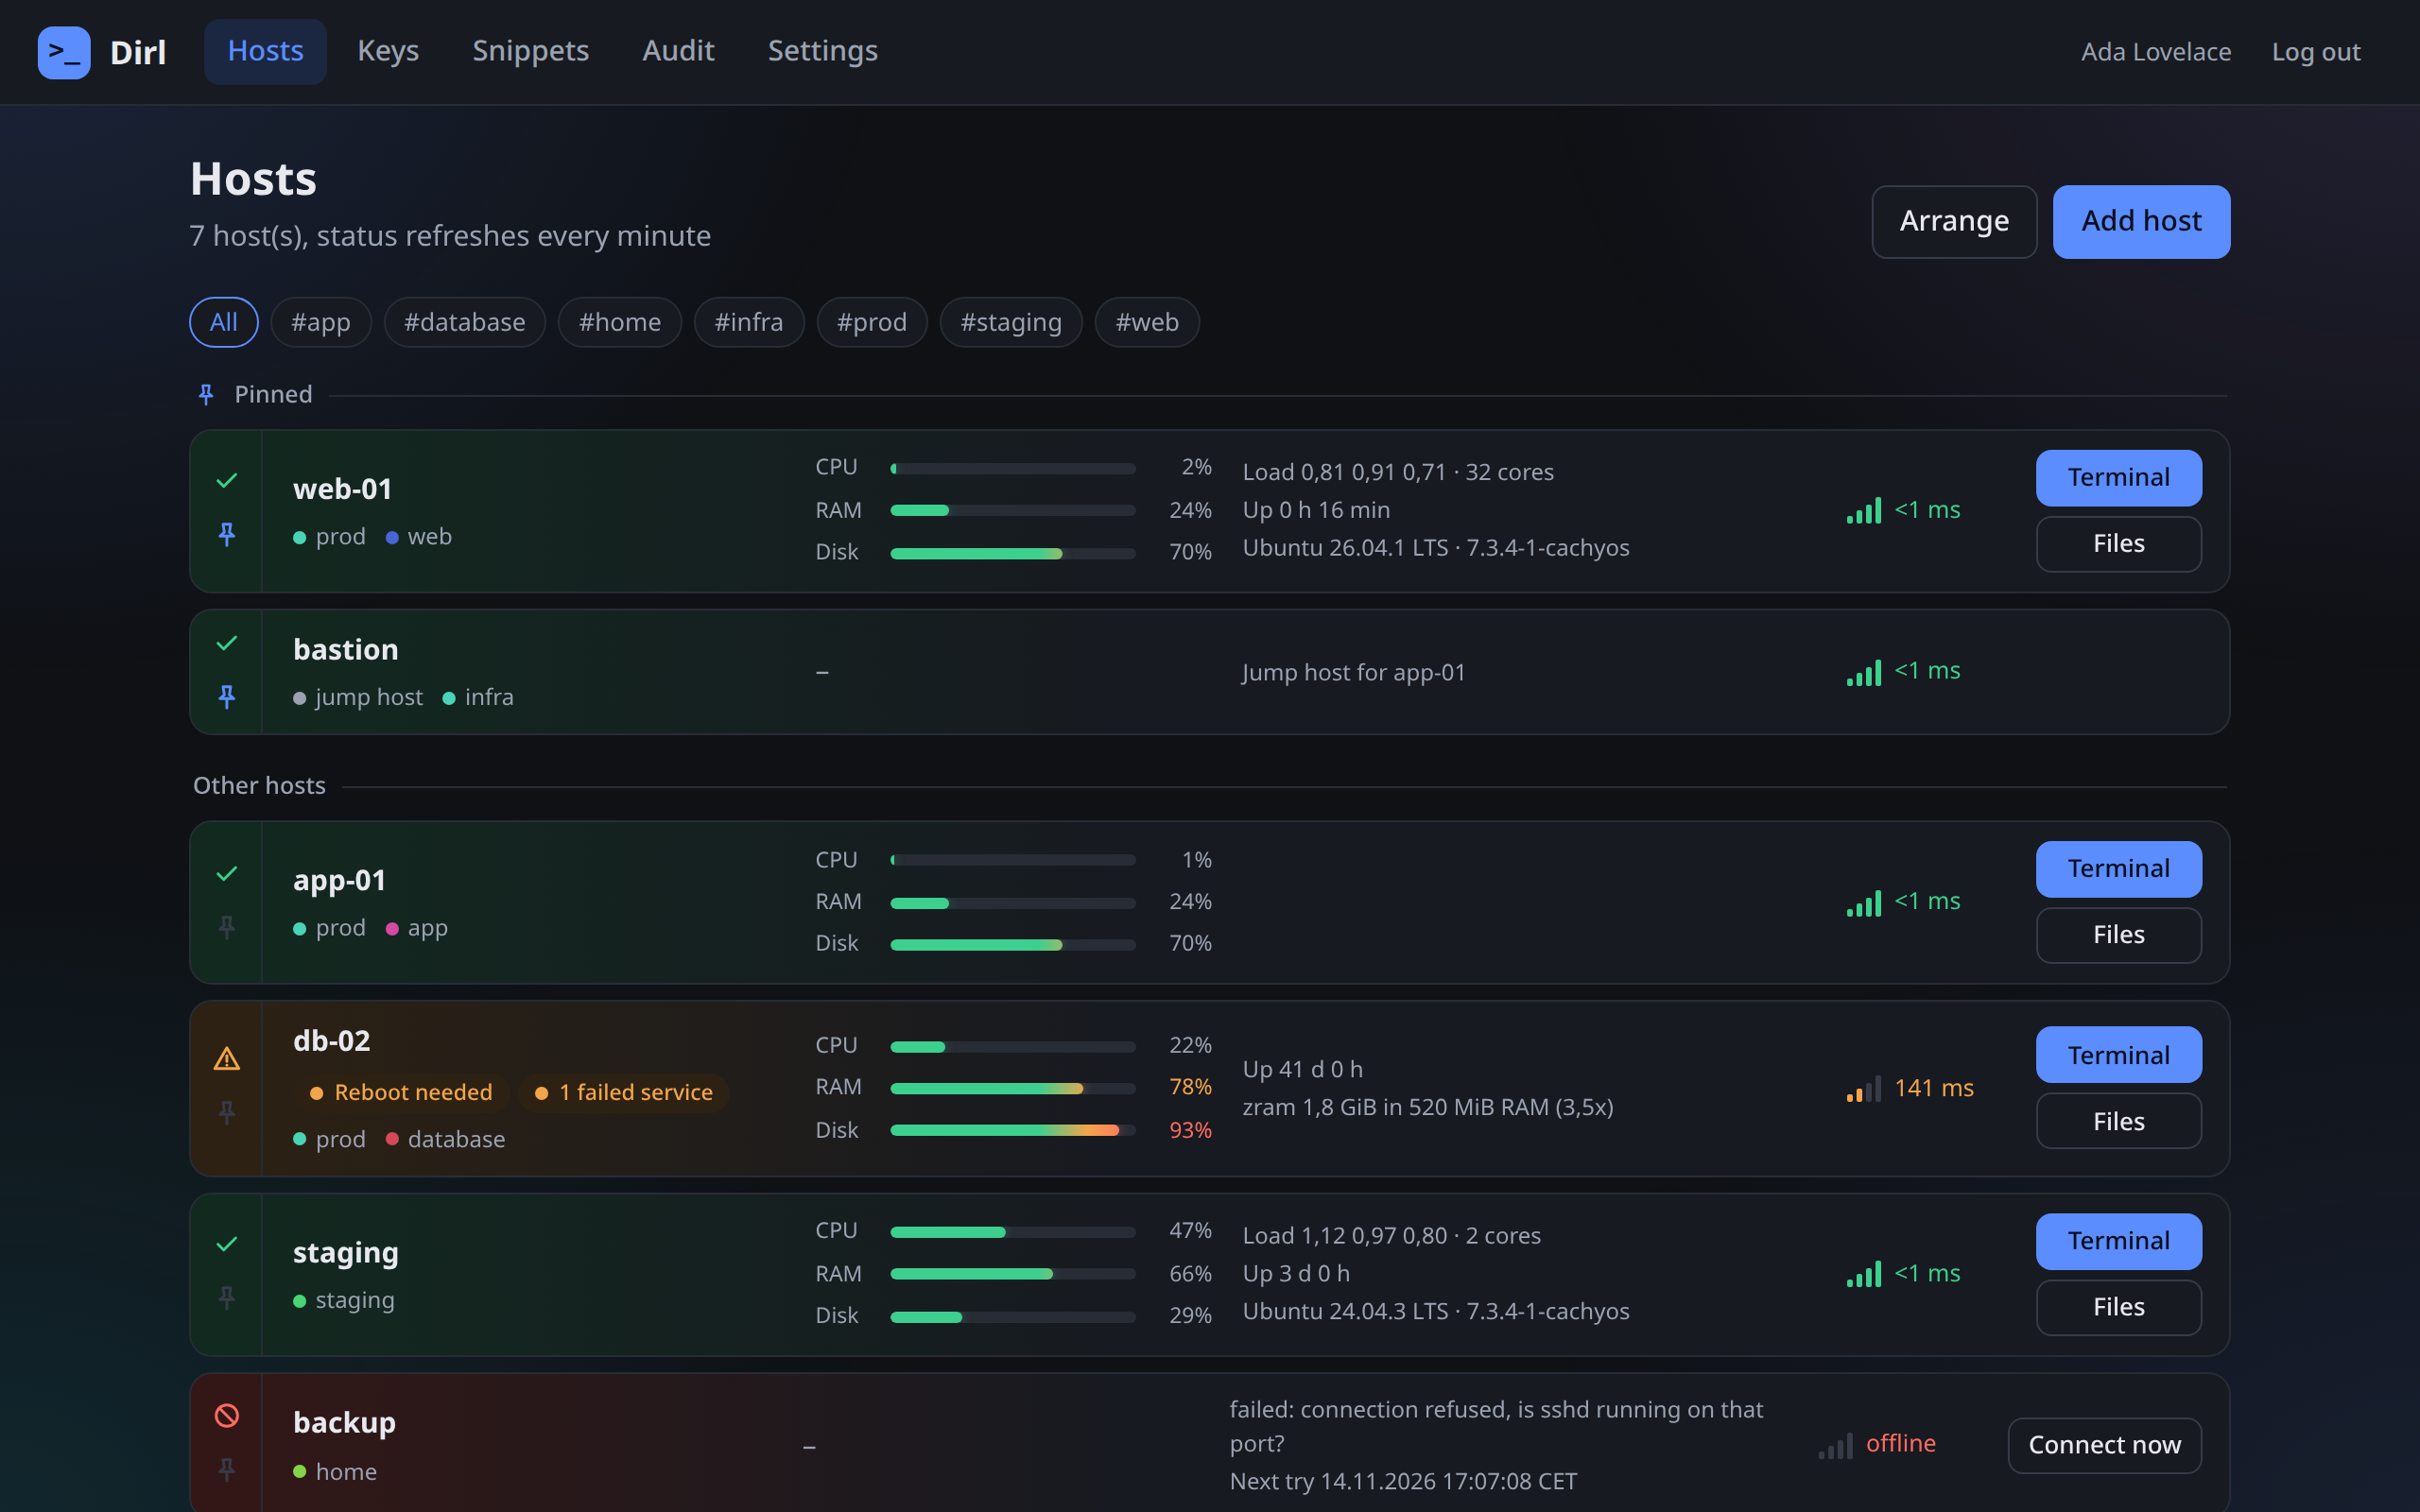 >_ Dirl Hosts Keys Snippets Audit Settings Ada Lovelace Log out
Hosts
7 host(s), status refreshes every minute
Arrange Add host
All #app #database #home #infra #prod #staging #web
Pinned
web-01
prod web
CPU 2%
RAM 24%
Disk 70%
Load 0,81 0,91 0,71 · 32 cores
Up 0 h 16 min
Ubuntu 26.04.1 LTS · 7.3.4-1-cachyos
<1 ms
Terminal
Files
bastion
jump host infra
–
Jump host for app-01
<1 ms
Other hosts
app-01
prod app
CPU 1%
RAM 24%
Disk 70%
<1 ms
Terminal
Files
db-02
Reboot needed 1 failed service
prod database
CPU 22%
RAM 78%
Disk 93%
Up 41 d 0 h
zram 1,8 GiB in 520 MiB RAM (3,5x)
141 ms
Terminal
Files
staging
staging
CPU 47%
RAM 66%
Disk 29%
Load 1,12 0,97 0,80 · 2 cores
Up 3 d 0 h
Ubuntu 24.04.3 LTS · 7.3.4-1-cachyos
<1 ms
Terminal
Files
backup
home
–
failed: connection refused, is sshd running on that
port?
Next try 14.11.2026 17:07:08 CET
offline
Connect now